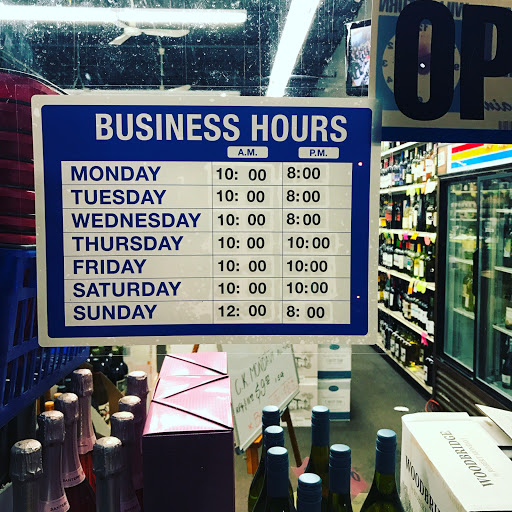 OP
BUSINESS HOURS
A.M. P.M.
MONDAY 10: 00 8:00
TUESDAY 10: 00 8:00
WEDNESDAY 10: 00 8:00
THURSDAY 10: 00 10:00
FRIDAY 10: 00 10:00
SATURDAY 10: 00 10:00
SUNDAY 12: 00 8: 00
WOODBRIDGE